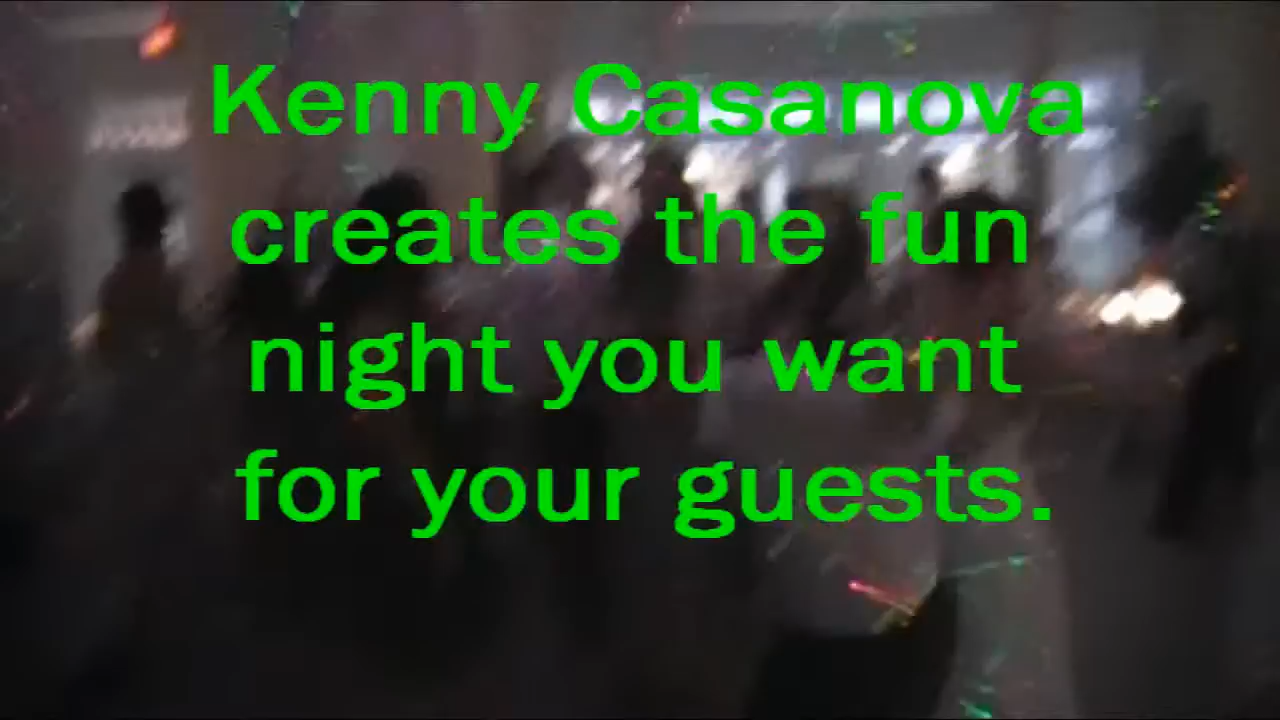 Kenny Casanova
creates the fun
night you want
for your guests.